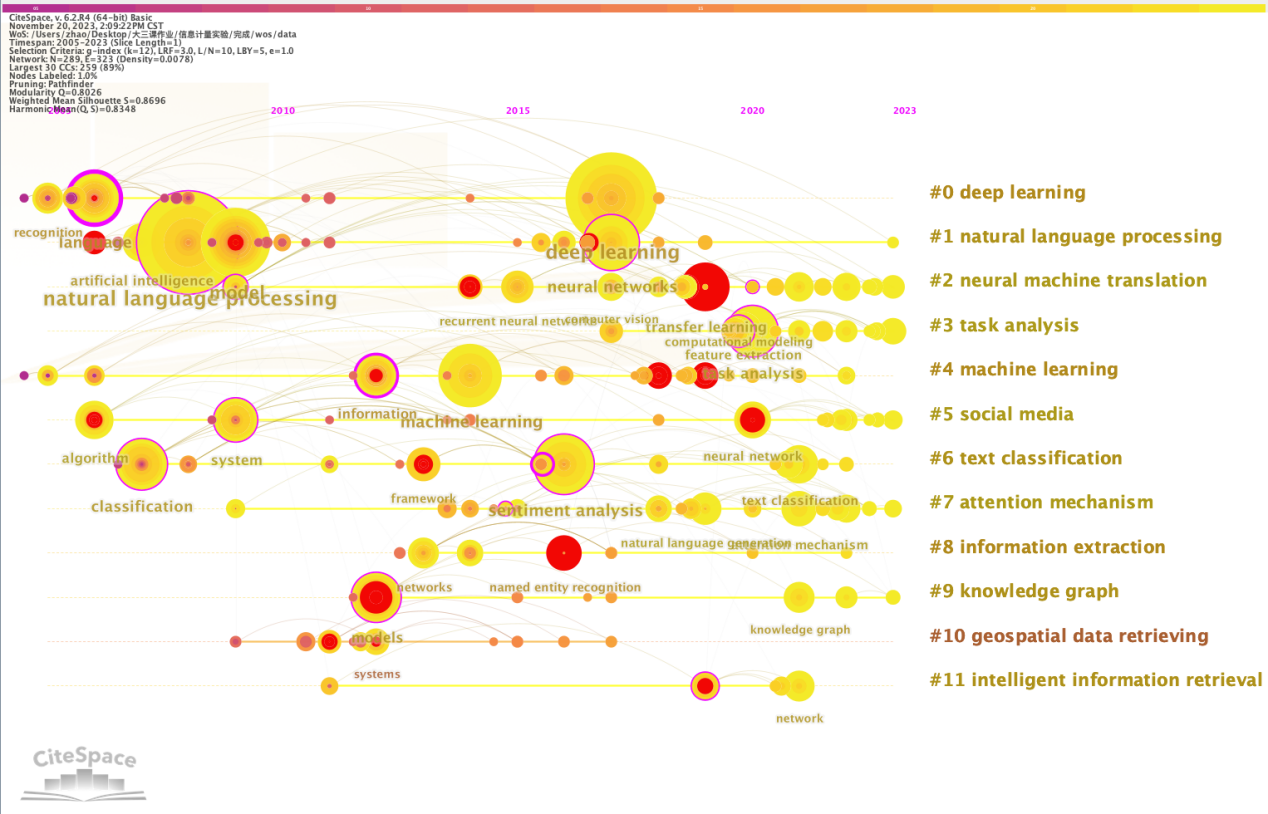 05
10
15
20
CiteSpace, v. 6.2.R4 (64-bit) Basic
November 20, 2023, 2:09:22PM CST
WoS: /Users/zhao/Desktop/大三课作业/信息计量实验/完成/wos/data
Timespan: 2005-2023 (Slice Length=1)
Selection Criteria: g-index (k=12), LRF=3.0, L/N=10, LBY=5, e=1.0
Network: N=289, E=323 (Density=0.0078)
Largest 30 CCs: 259 (89%)
Nodes Labeled: 1.0%
Pruning: Pathfinder
Modularity Q=0.8026
Weighted Mean Silhouette S=0.8696
Harmonic Mean(Q, S)=0.8348
2005
2010
2015
2020
2023
#0 deep learning
recognition
language
#1 natural language processing
deep learning
artificial intelligence
model
natural language processing
neural networks
#2 neural machine translation
recurrent neural networks
computer vision
transfer learning
#3 task analysis
computational modeling
feature extraction
task analysis
#4 machine learning
information
machine learning
#5 social media
algorithm
system
neural network
#6 text classification
framework
text classification
classification
sentiment analysis
#7 attention mechanism
natural language generation
attention mechanism
#8 information extraction
networks
named entity recognition
#9 knowledge graph
models
knowledge graph
#10 geospatial data retrieving
systems
#11 intelligent information retrieval
network
CiteSpace